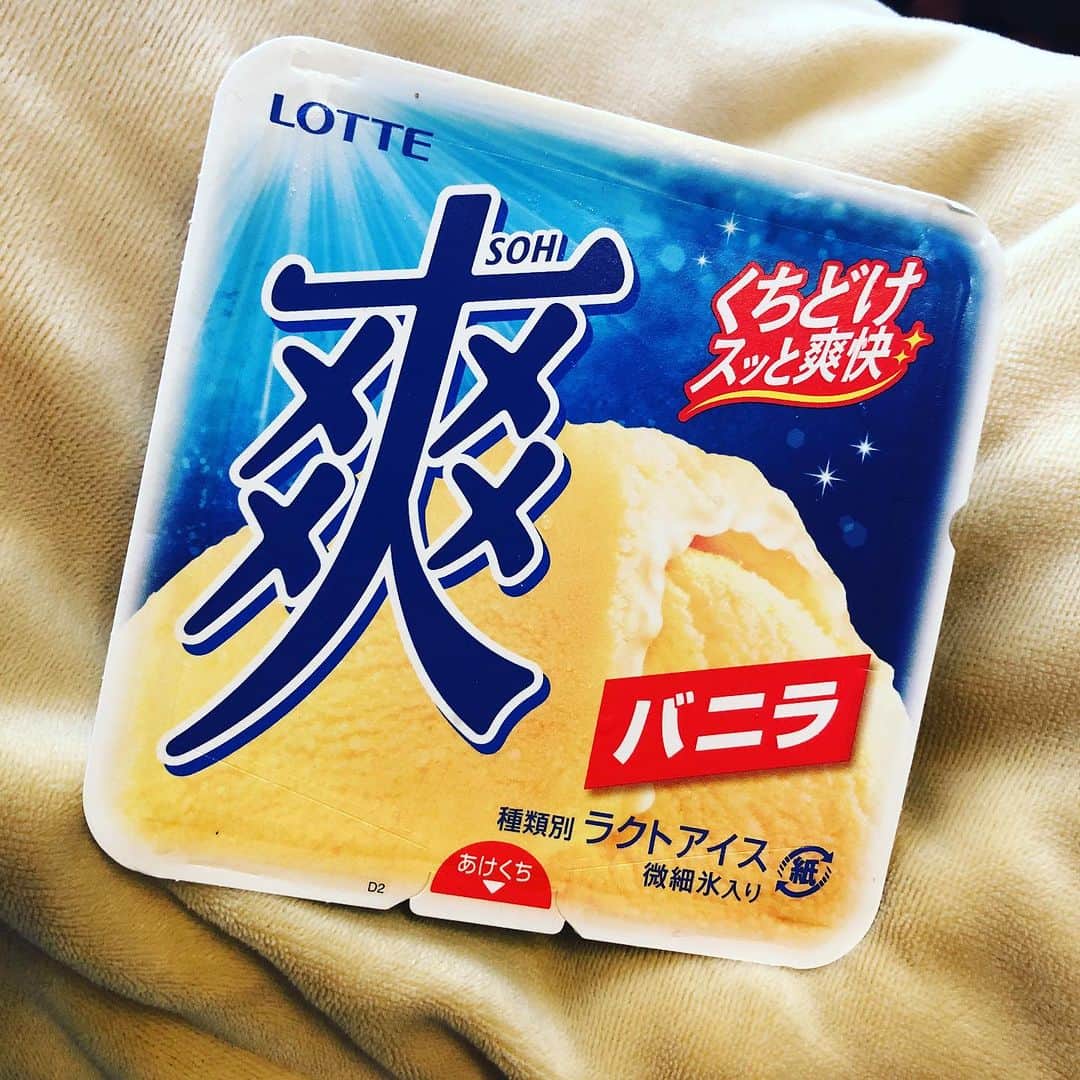 LOTTE
爽
SOHI
くちどけ
スッと爽快
バニラ
種類別 ラクトアイス
微細氷入り
紙
あけくち
D2